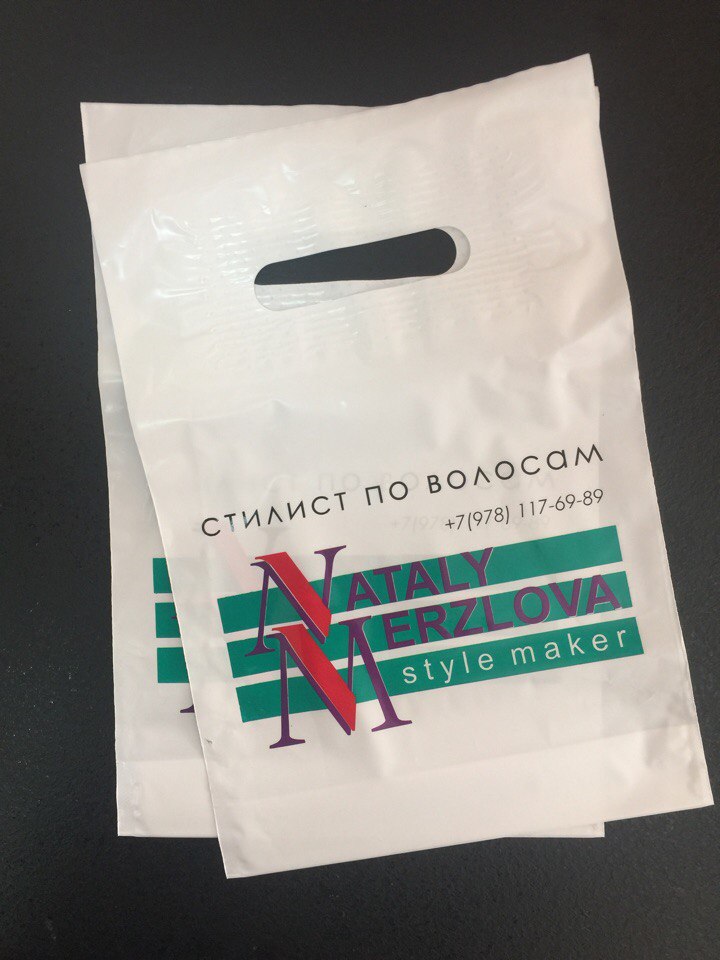 стилист по волосам
+7(978) 117-69-89
NATALY
MERZLOVA
style maker